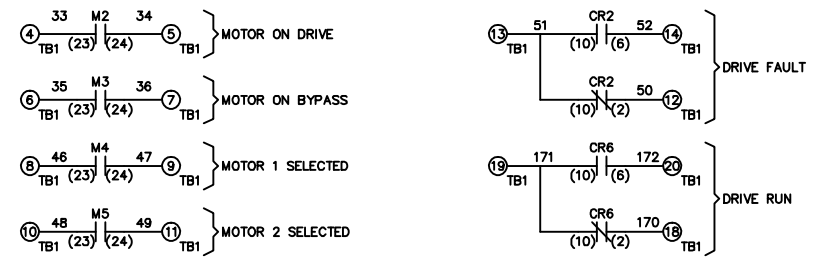 33 M2 34
4 5 MOTOR ON DRIVE
TB1 (23) (24) TB1
35 M3 36
6 7 MOTOR ON BYPASS
TB1 (23) (24) TB1
46 M4 47
8 9 MOTOR 1 SELECTED
TB1 (23) (24) TB1
48 M5 49
10 11 MOTOR 2 SELECTED
TB1 (23) (24) TB1
51 CR2 52
13 14
TB1 (10) (6) TB1
DRIVE FAULT
CR2 50
12
(10) (2) TB1
171 CR6 172
19 20
TB1 (10) (6) TB1
DRIVE RUN
CR6 170
18
(10) (2) TB1